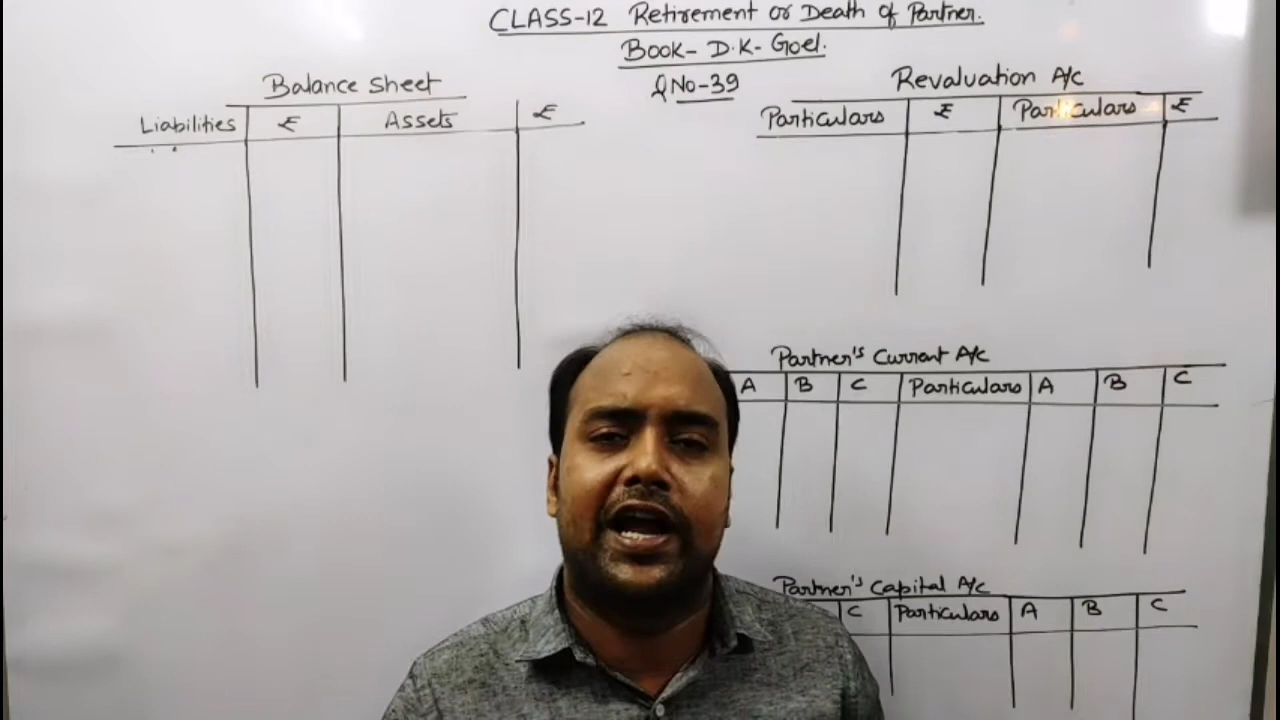 CLASS-12 Retirement or Death of Partner.
Book- D.K- Goel.
QNo-39
Balance Sheet
Liabilities ₹ Assets ₹
Revaluation A/c
Particulars ₹ Particulars ₹
Partner's Current A/c
A B C Particulars A B C
Partner's Capital A/c
C Particulars A B C